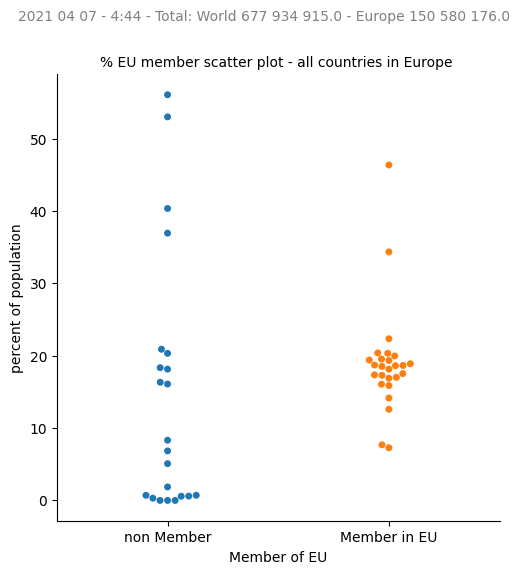 2021 04 07 - 4:44 - Total: World 677 934 915.0 - Europe 150 580 176.0
% EU member scatter plot - all countries in Europe
50
40
30
20
10
0
percent of population
non Member
Member in EU
Member of EU